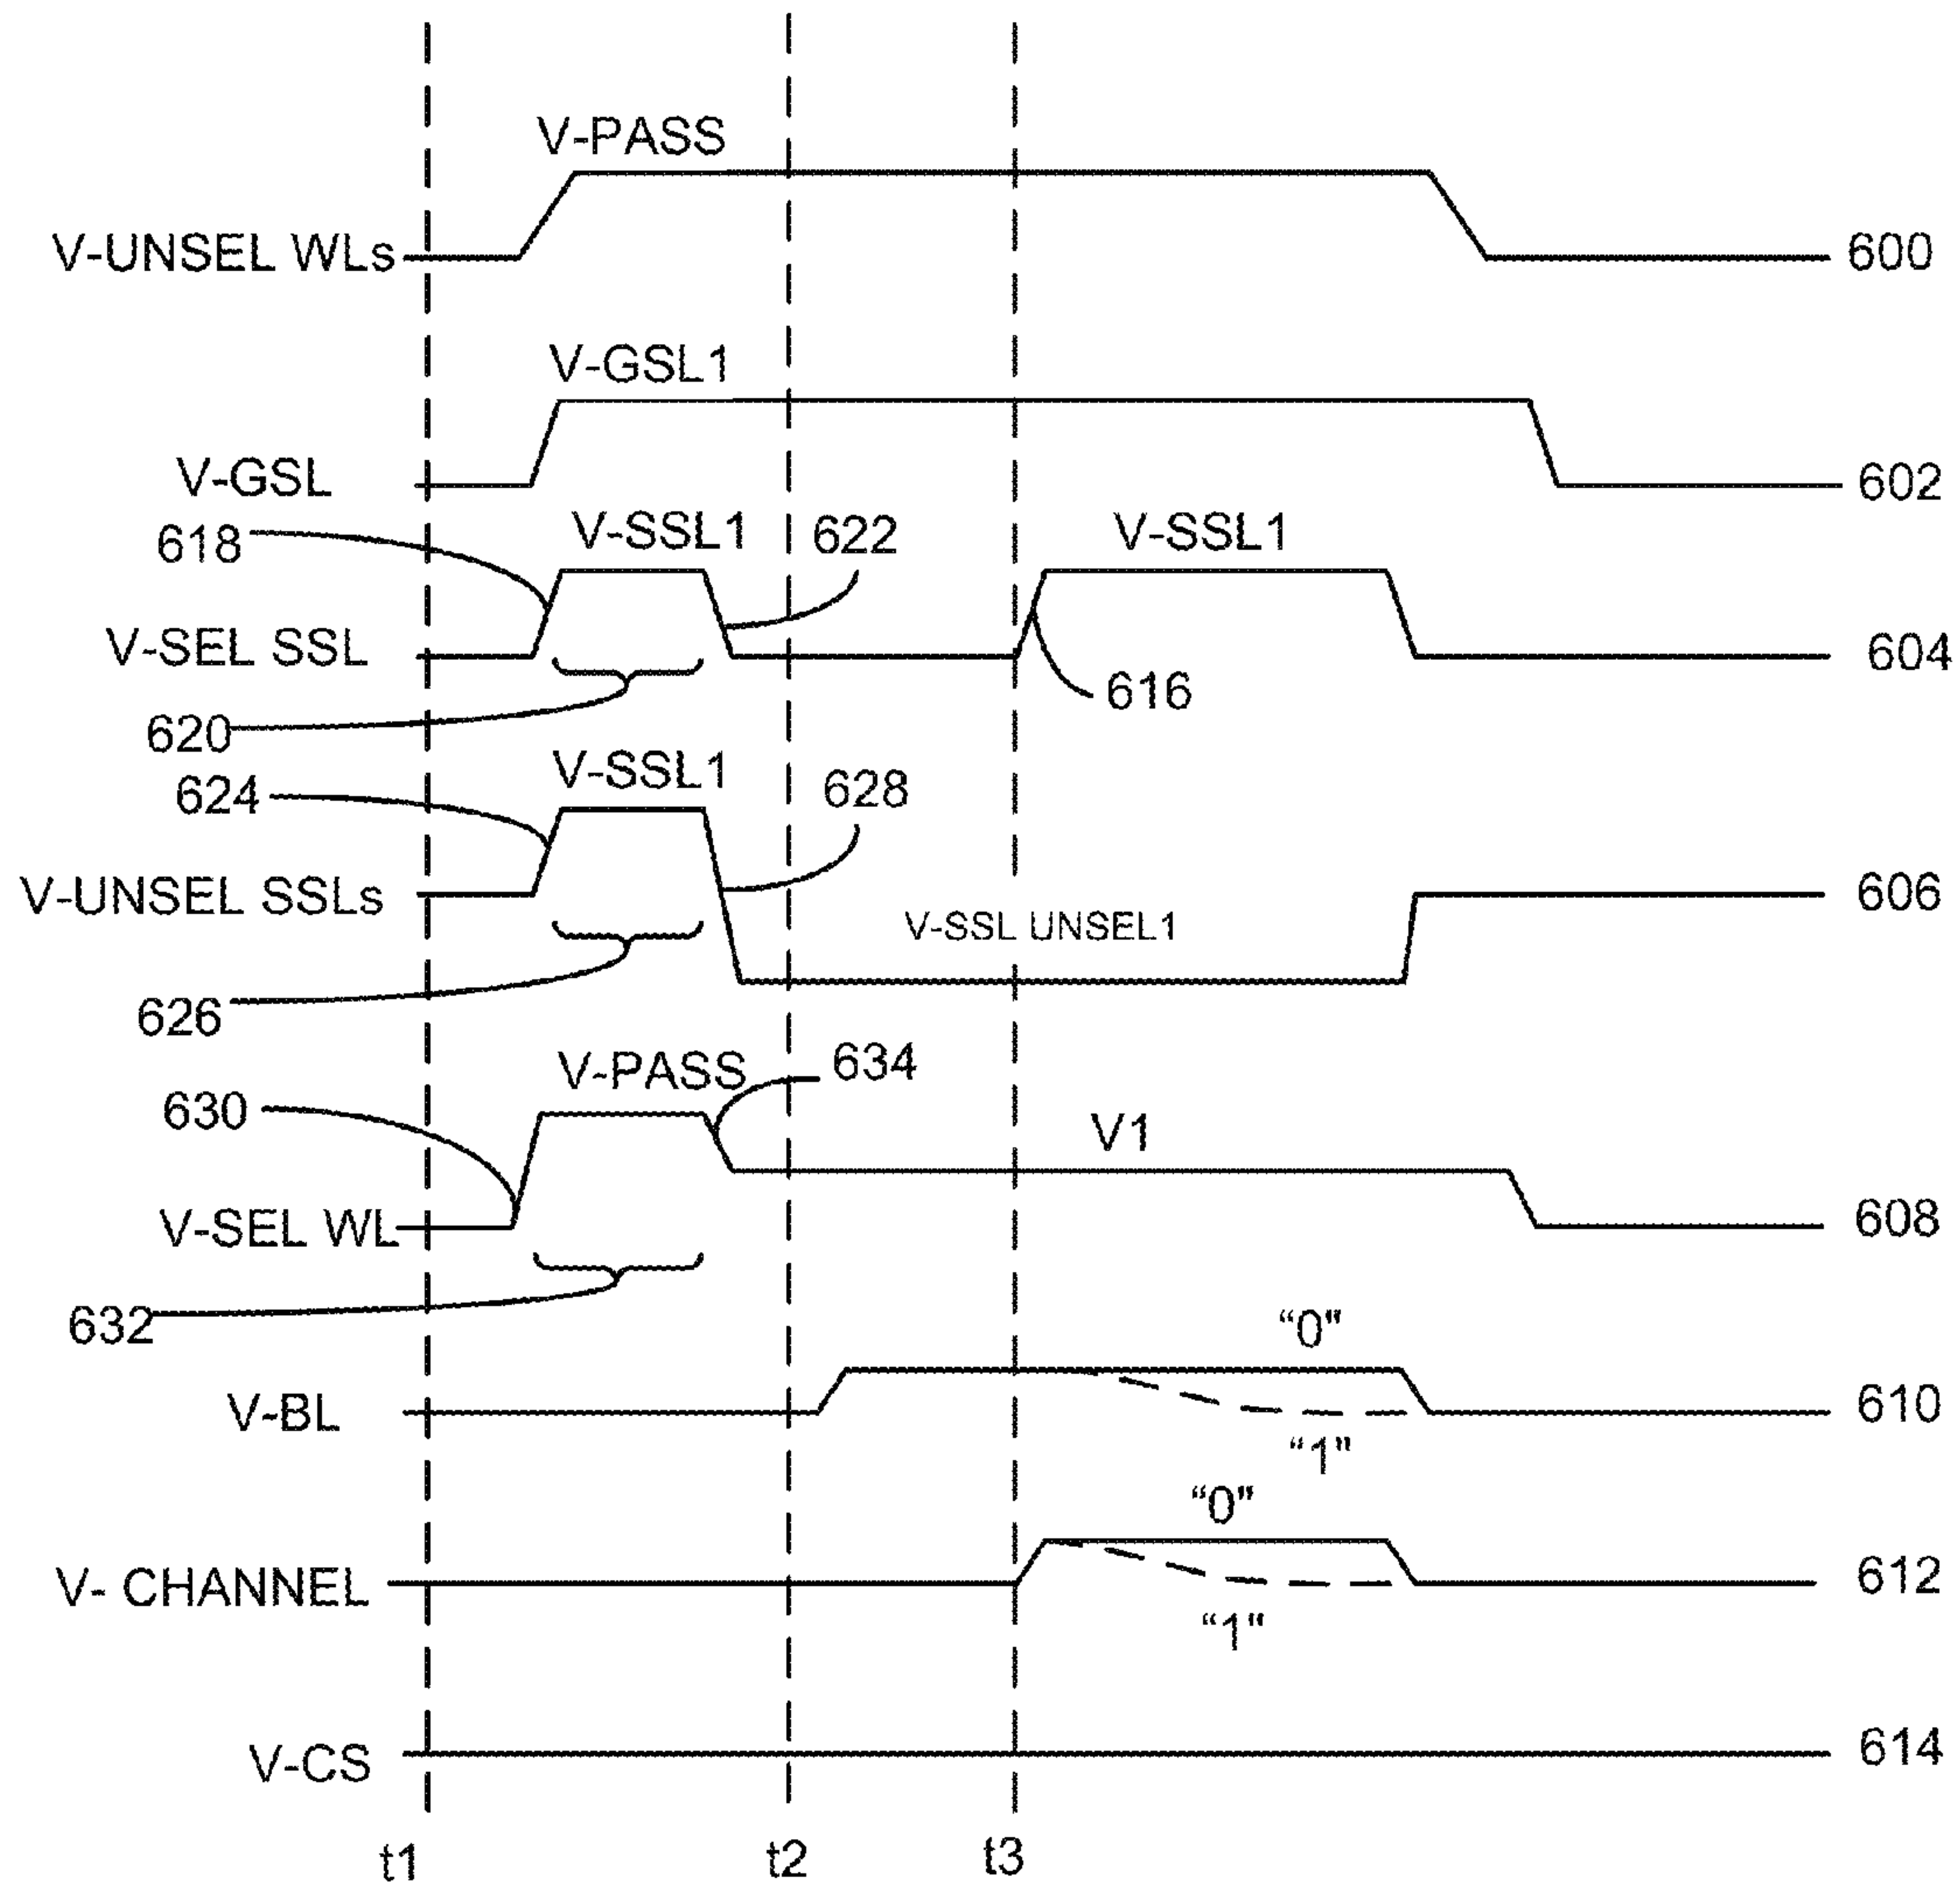 V-PASS
V-UNSEL WLs
600
V-GSL1
V-GSL
602
618
V-SSL1
622
V-SSL1
V-SEL SSL
604
616
620
V-SSL1
624
628
V-UNSEL SSLs
606
V-SSL UNSEL1
626
V-PASS
634
630
V1
V-SEL WL
608
632
“0"
V-BL
610
“1"
“0"
V- CHANNEL
612
“1"
V-CS
614
t1
t2
t3